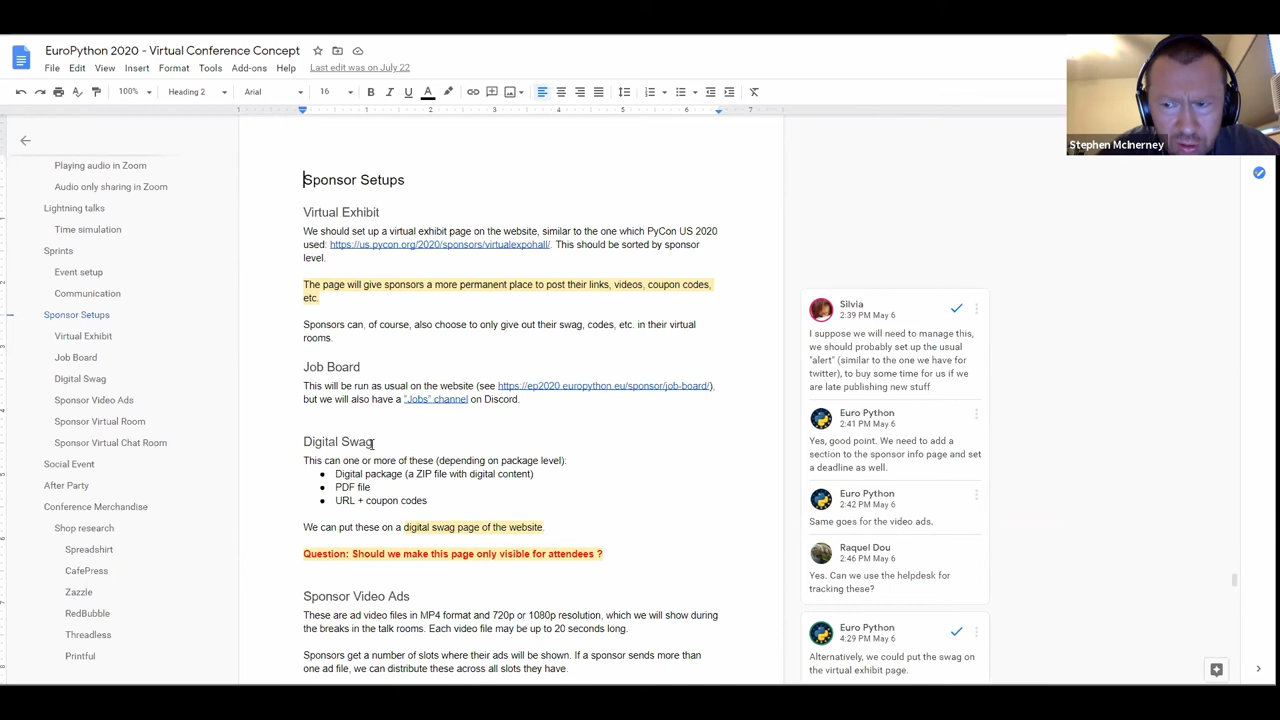 EuroPython 2020 - Virtual Conference Concept
File Edit View Insert Format Tools Add-ons Help Last edit was on July 22
100% Heading 2 Arial 16
1 1 2 3 4 5 6 7
Stephen McInerney
Playing audio in Zoom
Audio only sharing in Zoom
Lightning talks
Time simulation
Sprints
Event setup
Communication
Sponsor Setups
Virtual Exhibit
Job Board
Digital Swag
Sponsor Video Ads
Sponsor Virtual Room
Sponsor Virtual Chat Room
Social Event
After Party
Conference Merchandise
Shop research
Spreadshirt
CafePress
Zazzle
RedBubble
Threadless
Printful
Sponsor Setups
Virtual Exhibit
We should set up a virtual exhibit page on the website, similar to the one which PyCon US 2020
used: https://us.pycon.org/2020/sponsors/virtualexpohall/. This should be sorted by sponsor
level.
The page will give sponsors a more permanent place to post their links, videos, coupon codes,
etc.
Sponsors can, of course, also choose to only give out their swag, codes, etc. in their virtual
rooms.
Job Board
This will be run as usual on the website (see https://ep2020.europython.eu/sponsor/job-board/),
but we will also have a "Jobs" channel on Discord.
Digital Swag
This can one or more of these (depending on package level):
● Digital package (a ZIP file with digital content)
● PDF file
● URL + coupon codes
We can put these on a digital swag page of the website.
Question: Should we make this page only visible for attendees ?
Sponsor Video Ads
These are ad video files in MP4 format and 720p or 1080p resolution, which we will show during
the breaks in the talk rooms. Each video file may be up to 20 seconds long.
Sponsors get a number of slots where their ads will be shown. If a sponsor sends more than
one ad file, we can distribute these across all slots they have.
Silvia
2:39 PM May 6
I suppose we will need to manage this,
we should probably set up the usual
"alert" (similar to the one we have for
twitter), to buy some time for us if we
are late publishing new stuff
Euro Python
2:41 PM May 6
Yes, good point. We need to add a
section to the sponsor info page and set
a deadline as well.
Euro Python
2:42 PM May 6
Same goes for the video ads.
Raquel Dou
2:46 PM May 6
Yes. Can we use the helpdesk for
tracking these?
Euro Python
4:29 PM May 6
Alternatively, we could put the swag on
the virtual exhibit page.